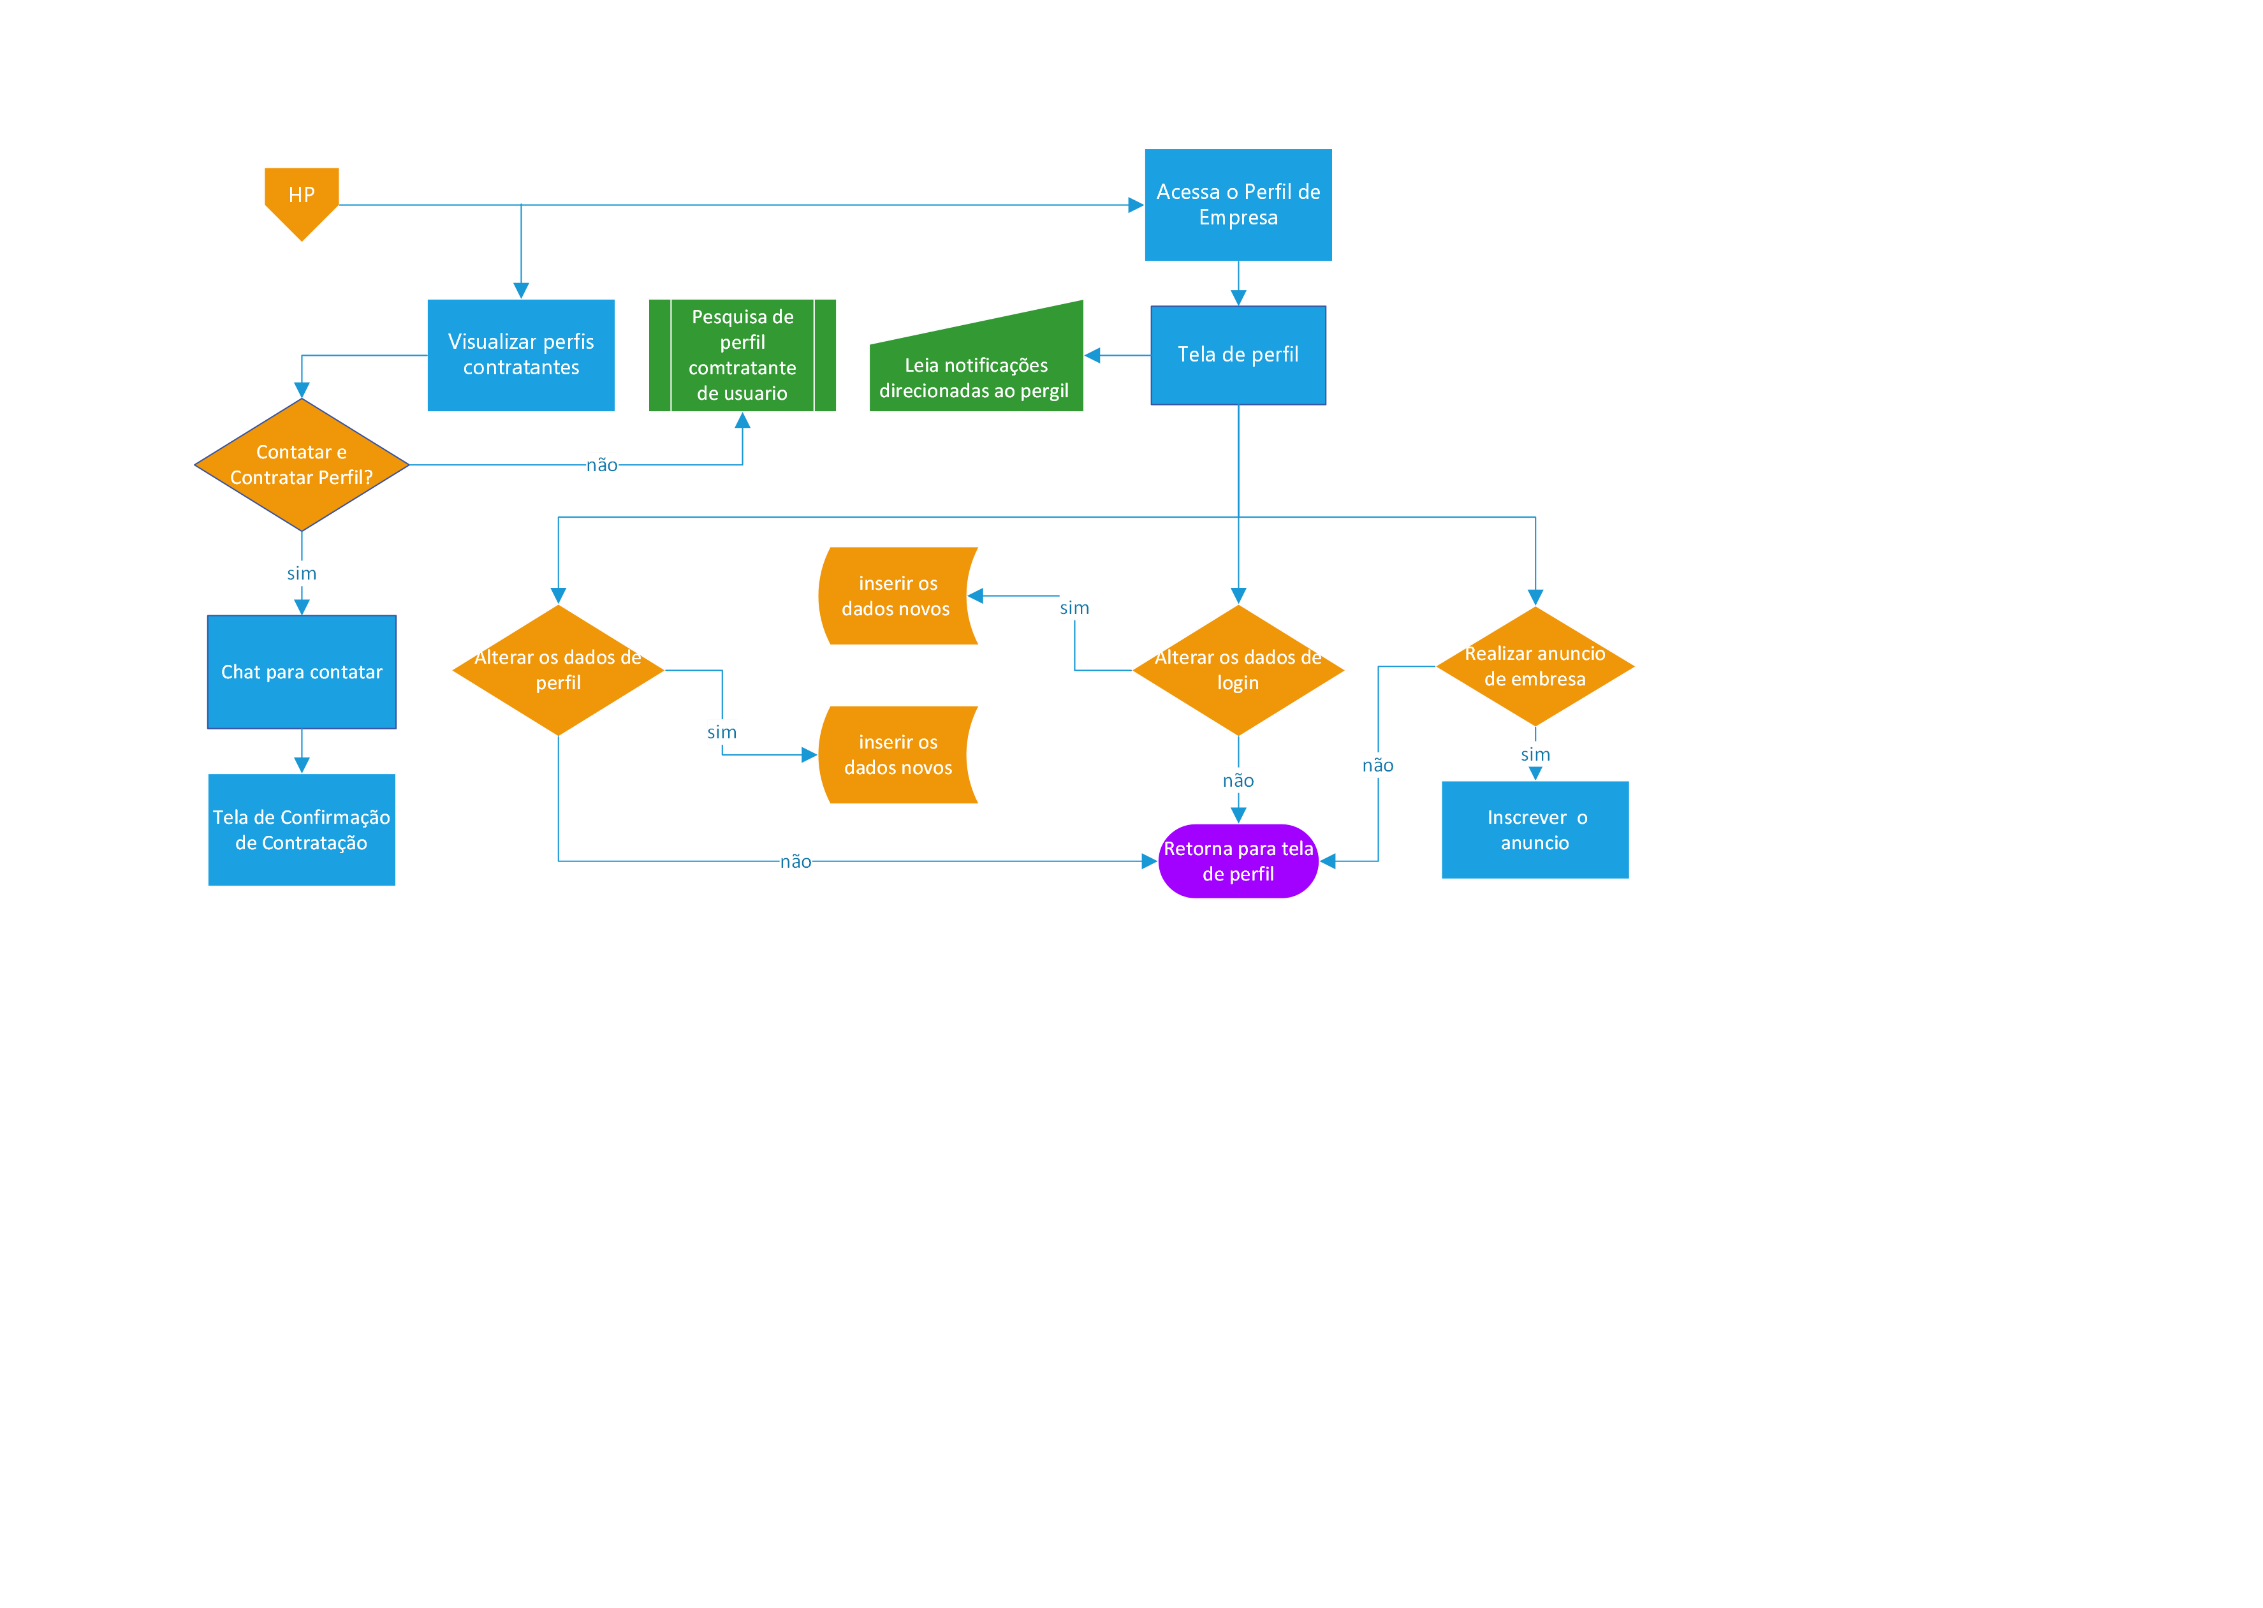 HP
Acessa o Perfil de
Empresa
Visualizar perfis
contratantes
Pesquisa de
perfil
comtratante
de usuario
Leia notificações
direcionadas ao pergil
Tela de perfil
Contatar e
Contratar Perfil?
não
sim
inserir os
dados novos
sim
Chat para contatar
Alterar os dados de
perfil
Alterar os dados de
login
Realizar anuncio
de embresa
sim
inserir os
dados novos
não
não
sim
Tela de Confirmação
de Contratação
não
Retorna para tela
de perfil
Inscrever  o
anuncio